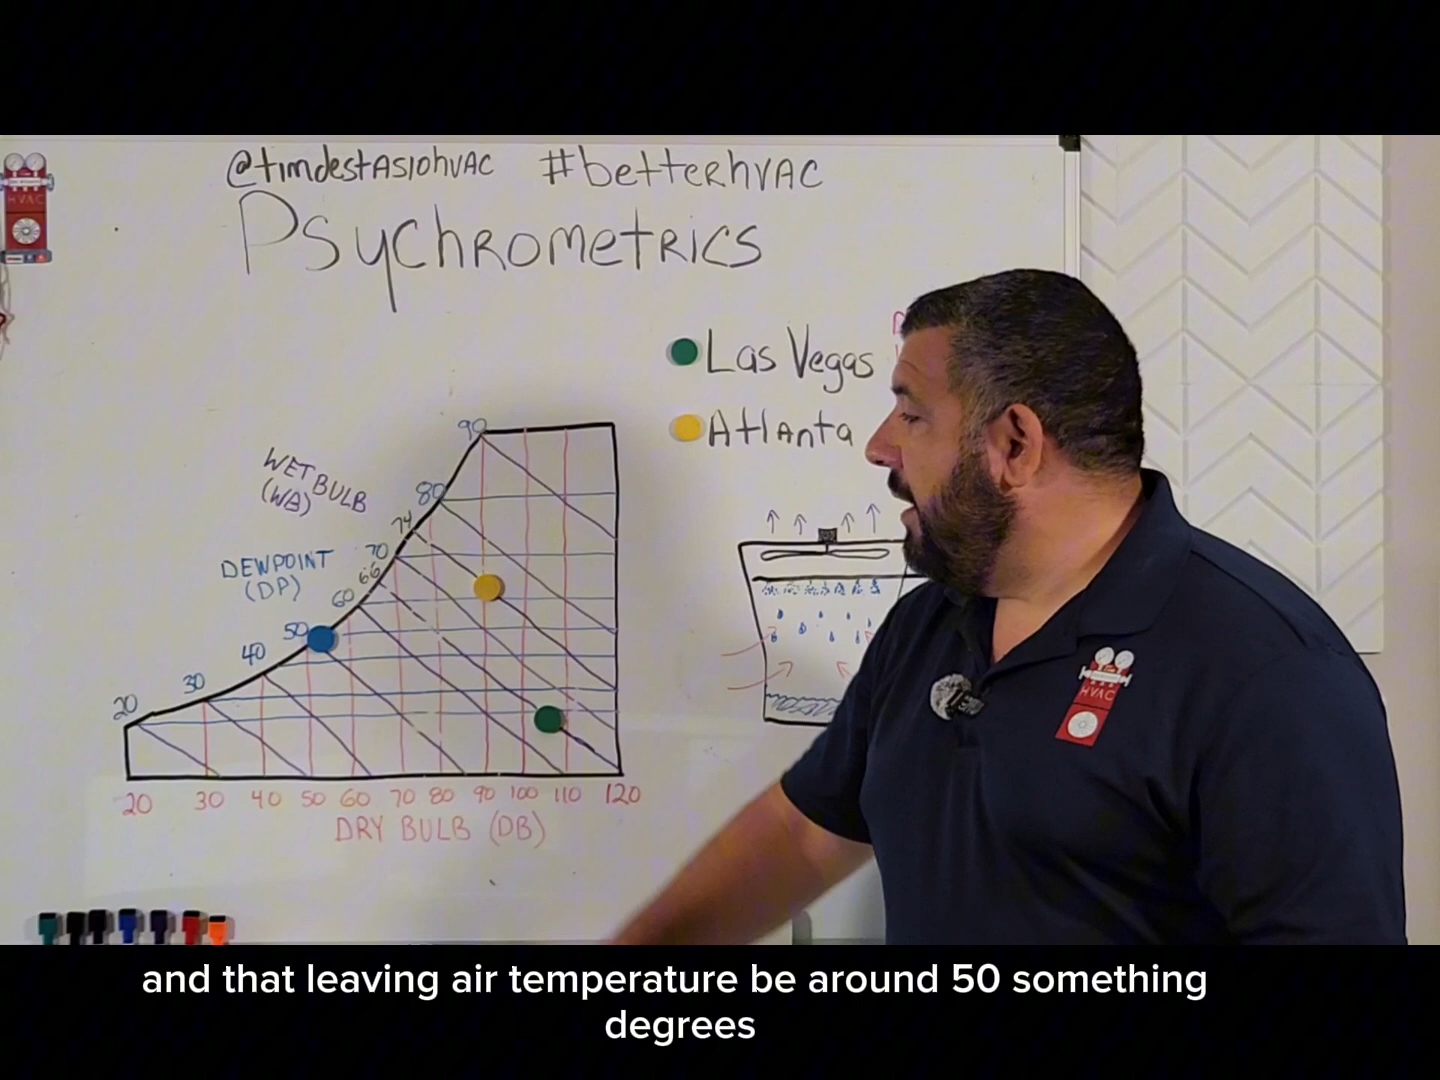 @timdestasiohvac #betterhvac
Psychrometrics
HVAC
Las Vegas
Atlanta
WET BULB
(WB)
DEWPOINT
(DP)
90
80
74
70
66
60
50
40
30
20
20 30 40 50 60 70 80 90 100 110 120
DRY BULB (DB)
HVAC
and that leaving air temperature be around 50 something
degrees